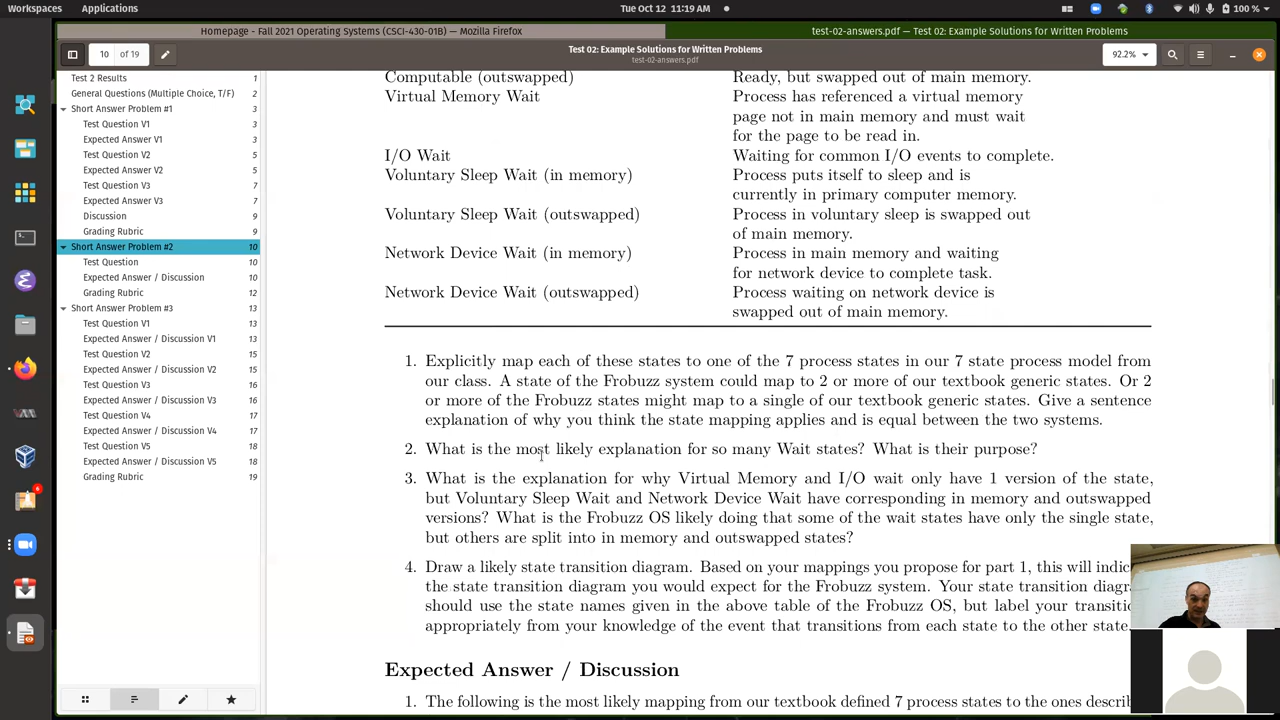 Workspaces Applications Tue Oct 12 11:19 AM 100 %
Homepage - Fall 2021 Operating Systems (CSCI-430-01B) — Mozilla Firefox
test-02-answers.pdf — Test 02: Example Solutions for Written Problems
10 of 19
Test 02: Example Solutions for Written Problems
test-02-answers.pdf
92.2%
Test 2 Results 1
General Questions (Multiple Choice, T/F) 2
Short Answer Problem #1 3
Test Question V1 3
Expected Answer V1 3
Test Question V2 5
Expected Answer V2 5
Test Question V3 7
Expected Answer V3 7
Discussion 9
Grading Rubric 9
Short Answer Problem #2 10
Test Question 10
Expected Answer / Discussion 10
Grading Rubric 12
Short Answer Problem #3 13
Test Question V1 13
Expected Answer / Discussion V1 13
Test Question V2 15
Expected Answer / Discussion V2 15
Test Question V3 16
Expected Answer / Discussion V3 16
Test Question V4 17
Expected Answer / Discussion V4 17
Test Question V5 18
Expected Answer / Discussion V5 18
Grading Rubric 19
Computable (outswapped) Ready, but swapped out of main memory.
Virtual Memory Wait Process has referenced a virtual memory
page not in main memory and must wait
for the page to be read in.
I/O Wait Waiting for common I/O events to complete.
Voluntary Sleep Wait (in memory) Process puts itself to sleep and is
currently in primary computer memory.
Voluntary Sleep Wait (outswapped) Process in voluntary sleep is swapped out
of main memory.
Network Device Wait (in memory) Process in main memory and waiting
for network device to complete task.
Network Device Wait (outswapped) Process waiting on network device is
swapped out of main memory.
1. Explicitly map each of these states to one of the 7 process states in our 7 state process model from
our class. A state of the Frobuzz system could map to 2 or more of our textbook generic states. Or 2
or more of the Frobuzz states might map to a single of our textbook generic states. Give a sentence
explanation of why you think the state mapping applies and is equal between the two systems.
2. What is the most likely explanation for so many Wait states? What is their purpose?
3. What is the explanation for why Virtual Memory and I/O wait only have 1 version of the state,
but Voluntary Sleep Wait and Network Device Wait have corresponding in memory and outswapped
versions? What is the Frobuzz OS likely doing that some of the wait states have only the single state,
but others are split into in memory and outswapped states?
4. Draw a likely state transition diagram. Based on your mappings you propose for part 1, this will indic
the state transition diagram you would expect for the Frobuzz system. Your state transition diagr
should use the state names given in the above table of the Frobuzz OS, but label your transitio
appropriately from your knowledge of the event that transitions from each state to the other state.
Expected Answer / Discussion
1. The following is the most likely mapping from our textbook defined 7 process states to the ones describ